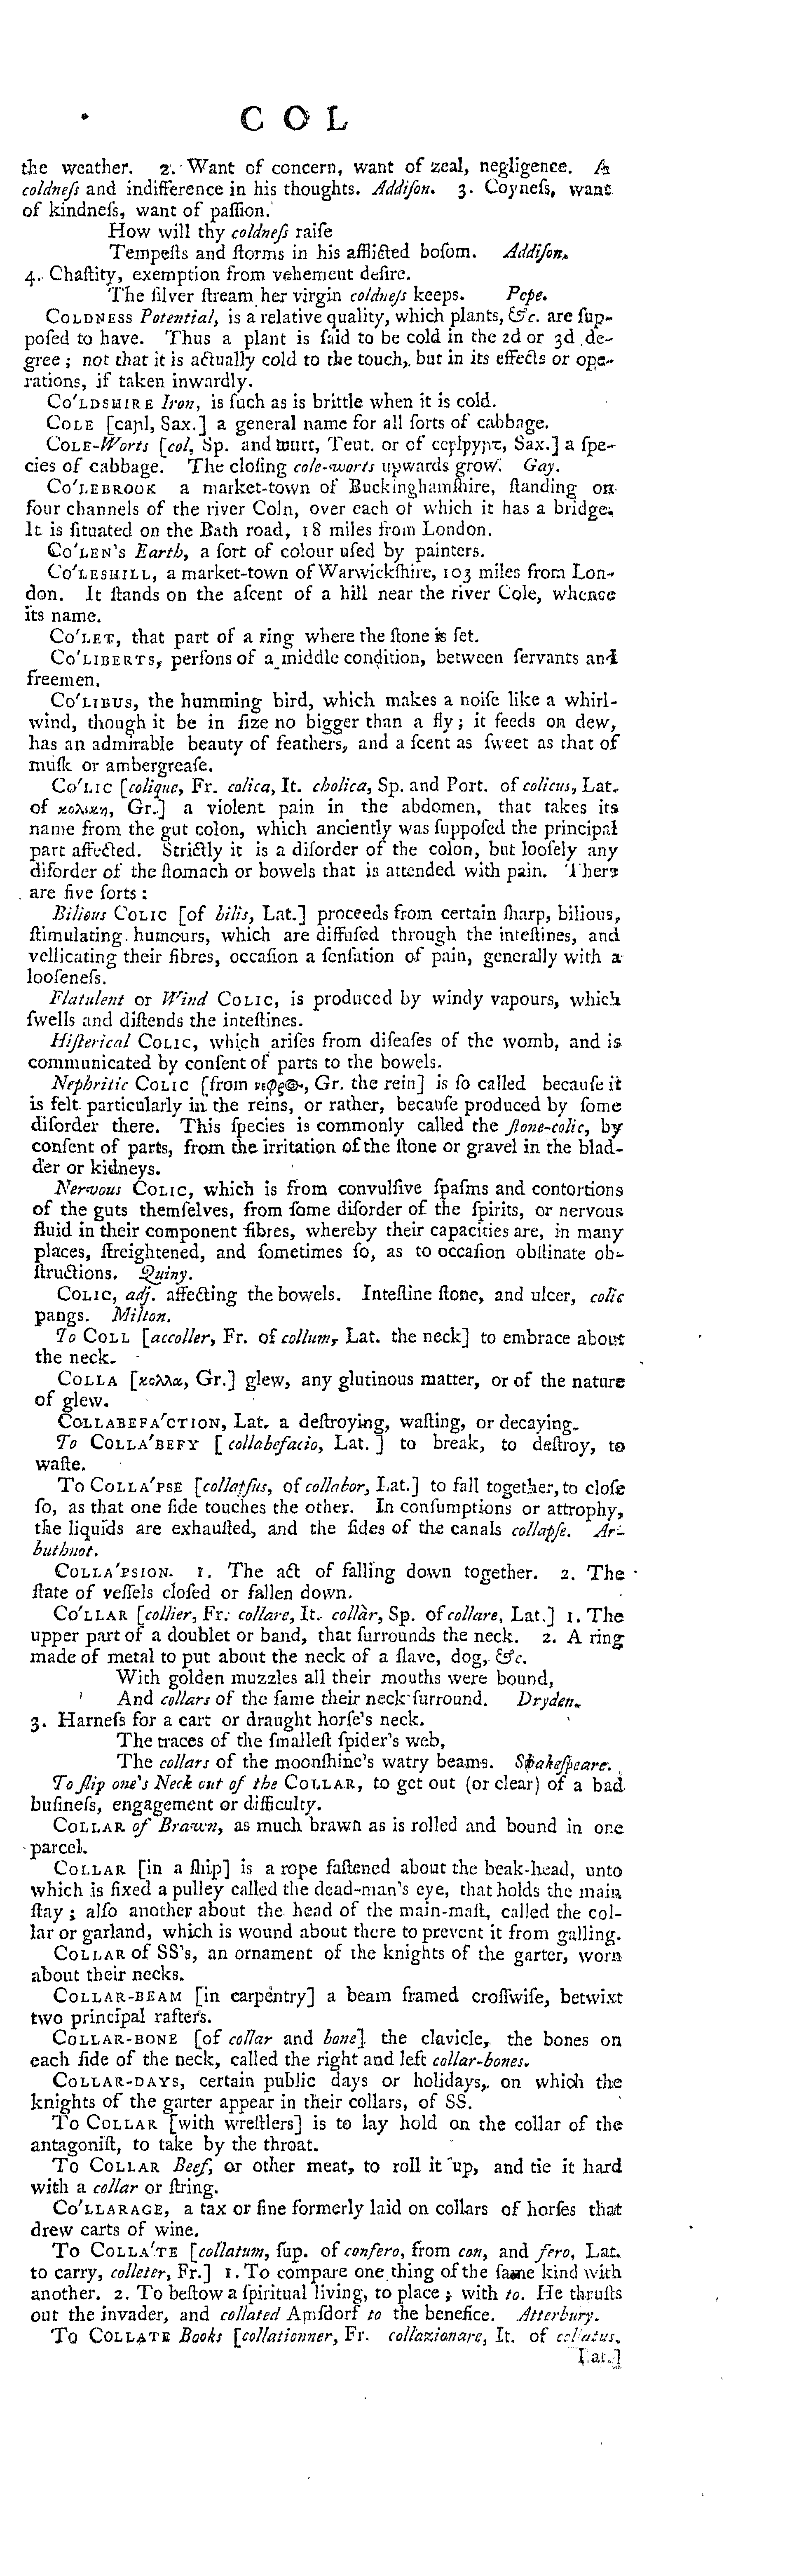 C O L
the weather. 2. Want of concern, want of zeal, negligence. A
coldneſs and indifference in his thoughts. Addiſon. 3. Coyneſs, want
of kindneſs, want of paſſion.
How will thy coldneſs raiſe
Tempeſts and ſtorms in his afflicted boſom. Addiſon.
4. Chaſtity, exemption from vehement deſire.
The ſilver ſtream her virgin coldneſs keeps. Pope.
COLDNESS Potential, is a relative quality, which plants, &c. are ſup-
poſed to have. Thus a plant is ſaid to be cold in the 2d or 3d de-
gree; not that it is actually cold to the touch, but in its effects or ope-
rations, if taken inwardly.
CO'LDSHIRE Iron, is ſuch as is brittle when it is cold.
COLE [capl, Sax.] a general name for all ſorts of cabbage.
COLE-Worts [col, Sp. and wurt, Teut. or of Sax.] a ſpe-
cies of cabbage. The cloſing cole-worts upwards grow. Gay.
CO'LEBROOK a market-town of Buckinghamſhire, ſtanding on
four channels of the river Coln, over each of which it has a bridge.
It is ſituated on the Bath road, 18 miles from London.
CO'LEN'S Earth, a ſort of colour uſed by painters.
CO'LESHILL, a market-town of Warwickſhire, 103 miles from Lon-
don. It ſtands on the aſcent of a hill near the river Cole, whence
its name.
CO'LET, that part of a ring where the ſtone is ſet.
CO'LIBERTS, perſons of a middle condition, between ſervants and
freemen.
CO'LIBUS, the humming bird, which makes a noiſe like a whirl-
wind, though it be in ſize no bigger than a fly; it feeds on dew,
has an admirable beauty of feathers, and a ſcent as ſweet as that of
muſk or ambergreaſe.
CO'LIC [colique, Fr. colica, It. cholica, Sp. and Port. of colicus, Lat.
of κολικη, Gr.] a violent pain in the abdomen, that takes its
name from the gut colon, which anciently was ſuppoſed the principal
part affected. Strictly it is a diſorder of the colon, but looſely any
diſorder of the ſtomach or bowels that is attended with pain. There
are five ſorts:
Bilious COLIC [of bilis, Lat.] proceeds from certain ſharp, bilious,
ſtimulating humours, which are diffuſed through the inteſtines, and
vellicating their fibres, occaſion a ſenſation of pain, generally with a
looſeneſs.
Flatulent or Wind COLIC, is produced by windy vapours, which
ſwells and diſtends the inteſtines.
Hiſterical COLIC, which ariſes from diſeaſes of the womb, and is
communicated by conſent of parts to the bowels.
Nephritic COLIC [from νεφρος, Gr. the rein] is ſo called becauſe it
is felt particularly in the reins, or rather, becauſe produced by ſome
diſorder there. This ſpecies is commonly called the ſtone-colic, by
conſent of parts, from the irritation of the ſtone or gravel in the blad-
der or kidneys.
Nervous COLIC, which is from convulſive ſpaſms and contortions
of the guts themſelves, from ſome diſorder of the ſpirits, or nervous
fluid in their component fibres, whereby their capacities are, in many
places, ſtreightened, and ſometimes ſo, as to occaſion obſtinate ob-
ſtructions. Quiny.
COLIC, adj. affecting the bowels. Inteſtine ſtone, and ulcer, colic
pangs. Milton.
To COLL [accoller, Fr. of collum, Lat. the neck] to embrace about
the neck.
COLLA [κολλα, Gr.] glew, any glutinous matter, or of the nature
of glew.
COLLABEFA'CTION, Lat. a deſtroying, waſting, or decaying.
To COLLA'BEFY [collabefacio, Lat.] to break, to deſtroy, to
waſte.
To COLLA'PSE [collapſus, of collabor, Lat.] to fall together, to cloſe
ſo, as that one ſide touches the other. In conſumptions or attrophy,
the liquids are exhauſted, and the ſides of the canals collapſe. Ar-
buthnot.
COLLA'PSION. 1. The act of falling down together. 2. The
ſtate of veſſels cloſed or fallen down.
CO'LLAR [collier, Fr. collare, It. collàr, Sp. of collare, Lat.] 1. The
upper part of a doublet or band, that ſurrounds the neck. 2. A ring
made of metal to put about the neck of a ſlave, dog, &c.
With golden muzzles all their mouths were bound,
And collars of the ſame their neck ſurround. Dryden.
3. Harneſs for a cart or draught horſe's neck.
The traces of the ſmalleſt ſpider's web,
The collars of the moonſhine's watry beams. Shakeſpeare.
To ſlip one's Neck out of the COLLAR, to get out (or clear) of a bad
buſineſs, engagement or difficulty.
COLLAR of Brawn, as much brawn as is rolled and bound in one
parcel.
COLLAR [in a ſhip] is a rope faſtened about the beak-head, unto
which is fixed a pulley called the dead-man's eye, that holds the main
ſtay; alſo another about the head of the main-maſt, called the col-
lar or garland, which is wound about there to prevent it from galling.
COLLAR of SS's, an ornament of the knights of the garter, worn
about their necks.
COLLAR-BEAM [in carpentry] a beam framed croſſwiſe, betwixt
two principal rafters.
COLLAR-BONE [of collar and bone] the clavicle, the bones on
each ſide of the neck, called the right and left collar-bones.
COLLAR-DAYS, certain public days or holidays, on which the
knights of the garter appear in their collars, of SS.
To COLLAR [with wreſtlers] is to lay hold on the collar of the
antagoniſt, to take by the throat.
To COLLAR Beef, or other meat, to roll it up, and tie it hard
with a collar or ſtring.
CO'LLARAGE, a tax or fine formerly laid on collars of horſes that
drew carts of wine.
To COLLA'TE [collatum, ſup. of confero, from con, and fero, Lat.
to carry, colleter, Fr.] 1. To compare one thing of the ſame kind with
another. 2. To beſtow a ſpiritual living, to place; with to. He thruſts
out the invader, and collated Amſdorf to the benefice. Atterbury.
To COLLATE Books [collationner, Fr. collazionare, It. of collatus,
Lat.]